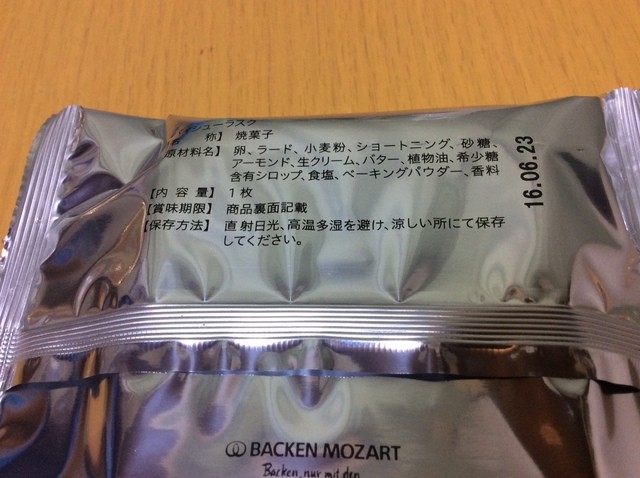 シューラスク
称】 焼菓子
原材料名】 卵、ラード、小麦粉、ショートニング、砂糖、
アーモンド、生クリーム、バター、植物油、希少糖
含有シロップ、食塩、ベーキングパウダー、香料
【内 容 量】 1枚
【賞味期限】 商品裏面記載
【保存方法】 直射日光、高温多湿を避け、涼しい所にて保存
してください。
16.06.23
BACKEN MOZART
Backen, nur mit den